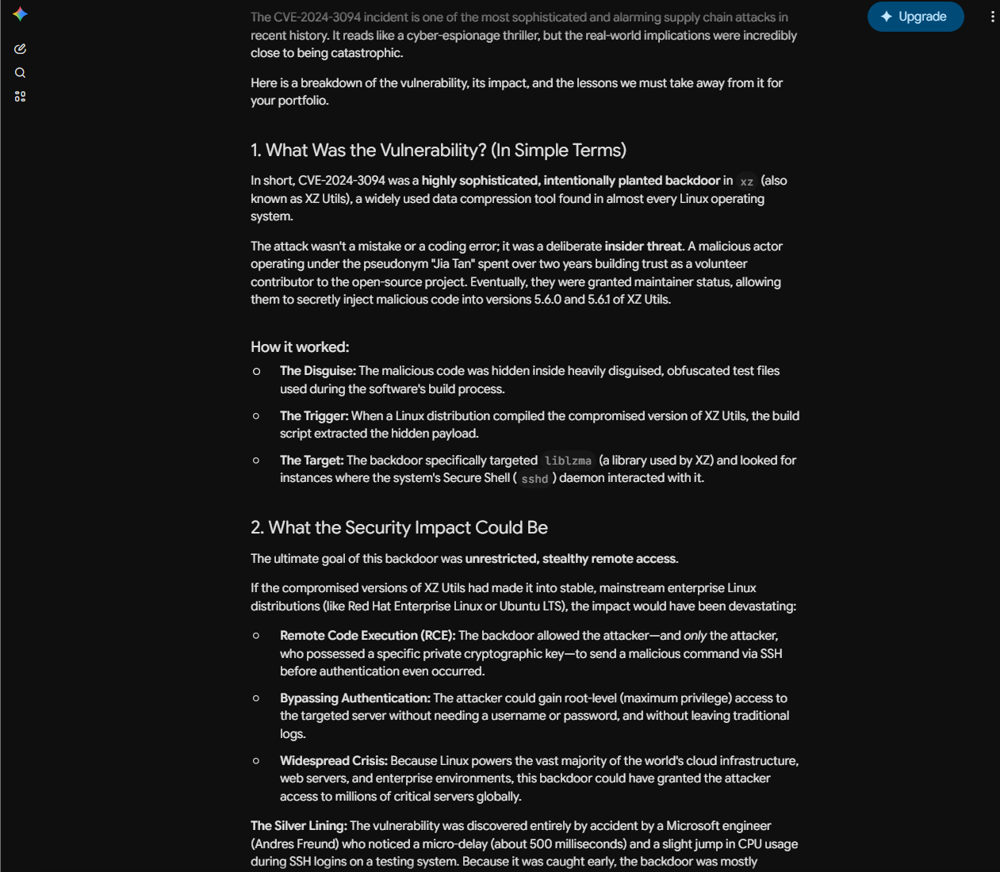 Upgrade
The CVE-2024-3094 incident is one of the most sophisticated and alarming supply chain attacks in
recent history. It reads like a cyber-espionage thriller, but the real-world implications were incredibly
close to being catastrophic.
Here is a breakdown of the vulnerability, its impact, and the lessons we must take away from it for
your portfolio.
1. What Was the Vulnerability? (In Simple Terms)
In short, CVE-2024-3094 was a highly sophisticated, intentionally planted backdoor in xz (also
known as XZ Utils), a widely used data compression tool found in almost every Linux operating
system.
The attack wasn't a mistake or a coding error; it was a deliberate insider threat. A malicious actor
operating under the pseudonym "Jia Tan" spent over two years building trust as a volunteer
contributor to the open-source project. Eventually, they were granted maintainer status, allowing
them to secretly inject malicious code into versions 5.6.0 and 5.6.1 of XZ Utils.
How it worked:
The Disguise: The malicious code was hidden inside heavily disguised, obfuscated test files
used during the software's build process.
The Trigger: When a Linux distribution compiled the compromised version of XZ Utils, the build
script extracted the hidden payload.
The Target: The backdoor specifically targeted liblzma (a library used by XZ) and looked for
instances where the system's Secure Shell ( sshd ) daemon interacted with it.
2. What the Security Impact Could Be
The ultimate goal of this backdoor was unrestricted, stealthy remote access.
If the compromised versions of XZ Utils had made it into stable, mainstream enterprise Linux
distributions (like Red Hat Enterprise Linux or Ubuntu LTS), the impact would have been devastating:
Remote Code Execution (RCE): The backdoor allowed the attacker—and only the attacker,
who possessed a specific private cryptographic key—to send a malicious command via SSH
before authentication even occurred.
Bypassing Authentication: The attacker could gain root-level (maximum privilege) access to
the targeted server without needing a username or password, and without leaving traditional
logs.
Widespread Crisis: Because Linux powers the vast majority of the world's cloud infrastructure,
web servers, and enterprise environments, this backdoor could have granted the attacker
access to millions of critical servers globally.
The Silver Lining: The vulnerability was discovered entirely by accident by a Microsoft engineer
(Andres Freund) who noticed a micro-delay (about 500 milliseconds) and a slight jump in CPU usage
during SSH logins on a testing system. Because it was caught early, the backdoor was mostly